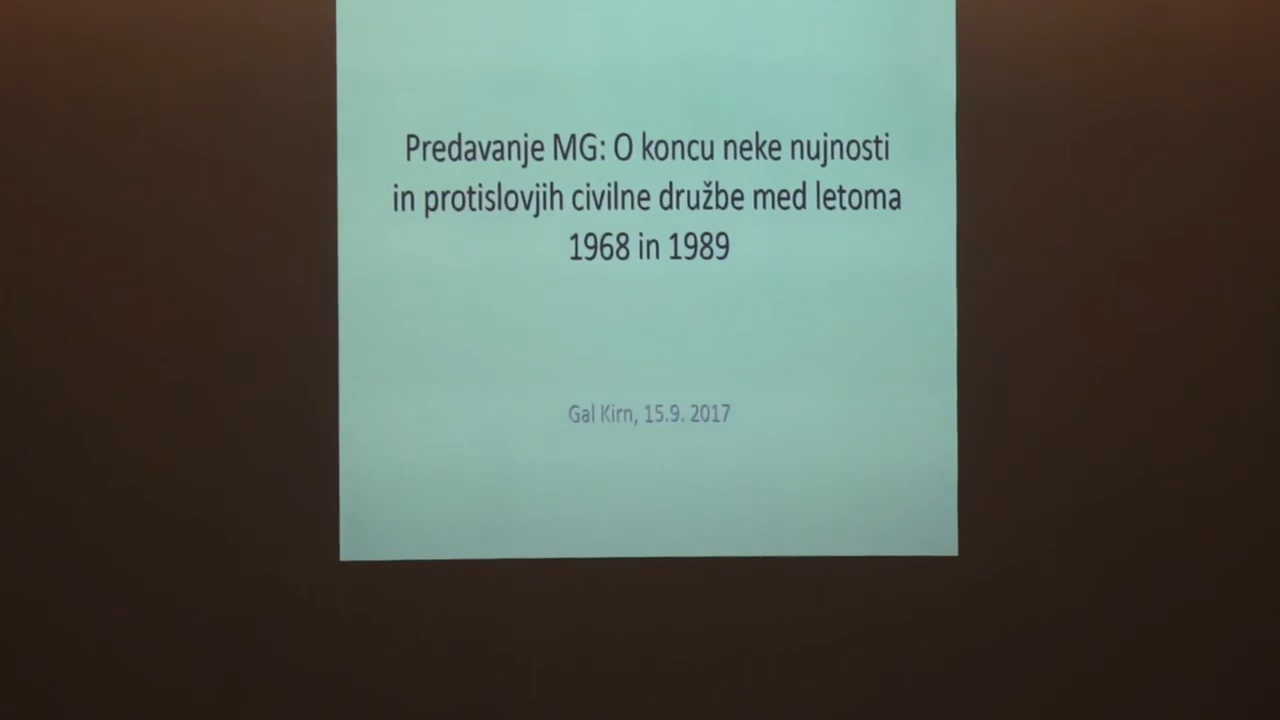 Predavanje MG: O koncu neke nujnosti
in protislovjih civilne družbe med letoma
1968 in 1989
Gal Kirn, 15.9. 2017